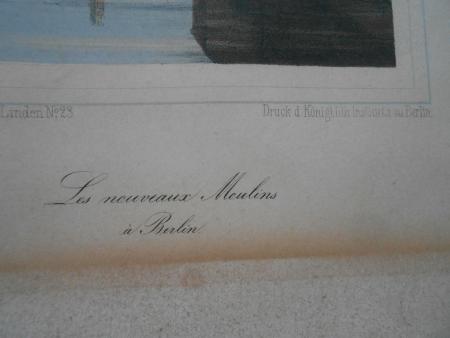 Linden No. 23.
Druck d. Königl. lith. Instituts zu Berlin.
Les nouveaux Moulins
à Berlin